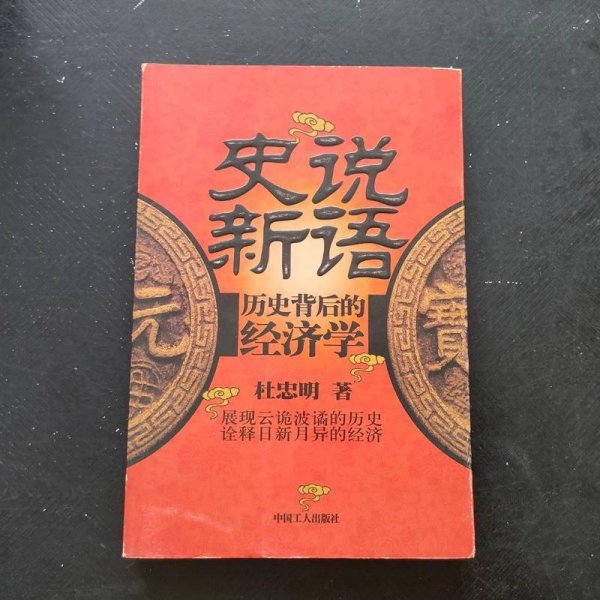 史说
新语
历史背后的
经济学
杜忠明 著
展现云诡波谲的历史
诠释日新月异的经济
中国工人出版社
元
寶